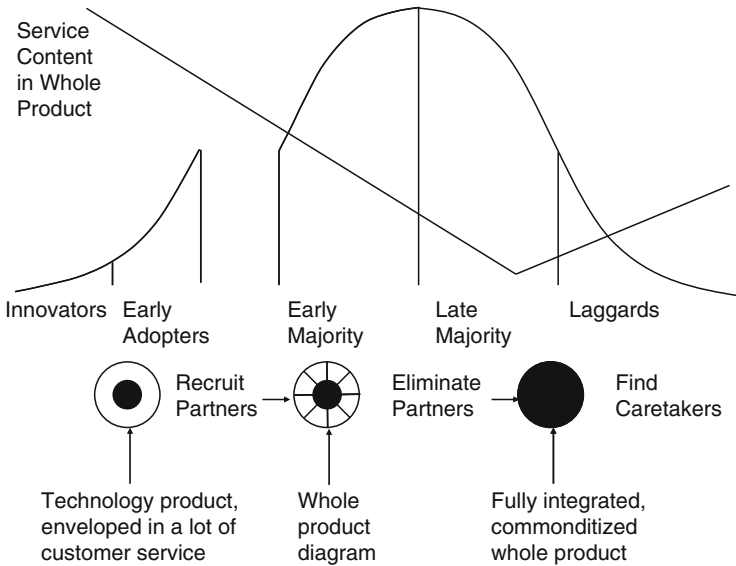 Service
Content
in Whole
Product
Innovators
Early
Adopters
Early
Majority
Late
Majority
Laggards
Recruit
Partners
Eliminate
Partners
Find
Caretakers
Technology product,
enveloped in a lot of
customer service
Whole
product
diagram
Fully integrated,
commonditized
whole product